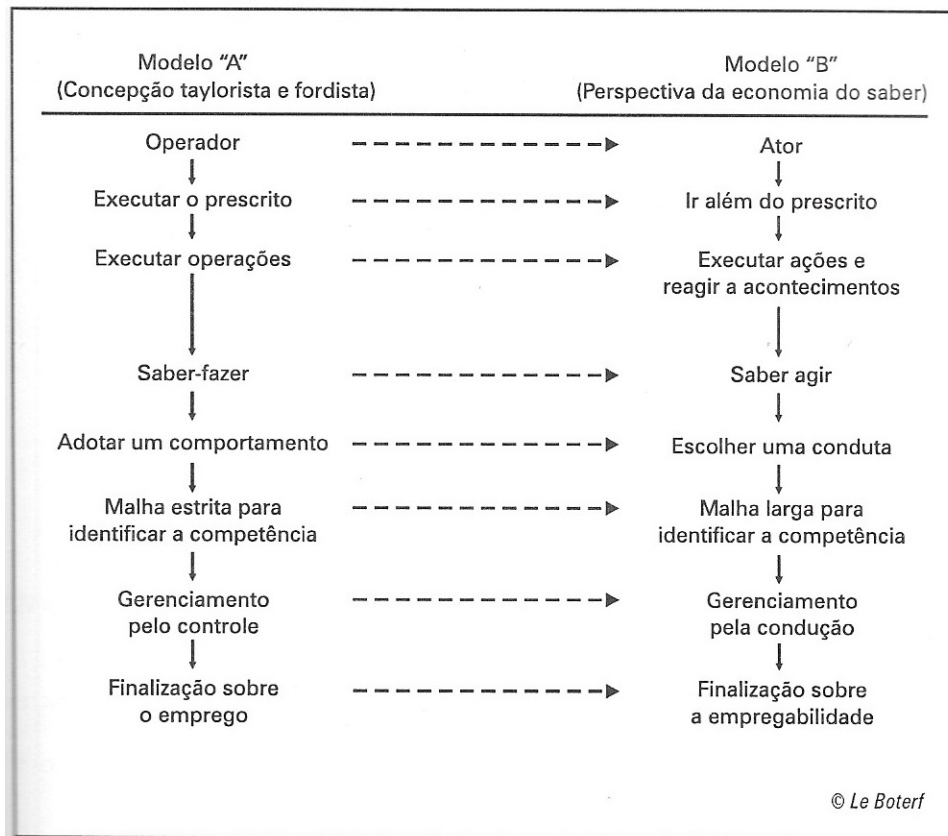 Modelo "A"
(Concepção taylorista e fordista)
Modelo "B"
(Perspectiva da economia do saber)
Operador
Ator
Executar o prescrito
Ir além do prescrito
Executar operações
Executar ações e
reagir a acontecimentos
Saber-fazer
Saber agir
Adotar um comportamento
Escolher uma conduta
Malha estrita para
identificar a competência
Malha larga para
identificar a competência
Gerenciamento
pelo controle
Gerenciamento
pela condução
Finalização sobre
o emprego
Finalização sobre
a empregabilidade
© Le Boterf